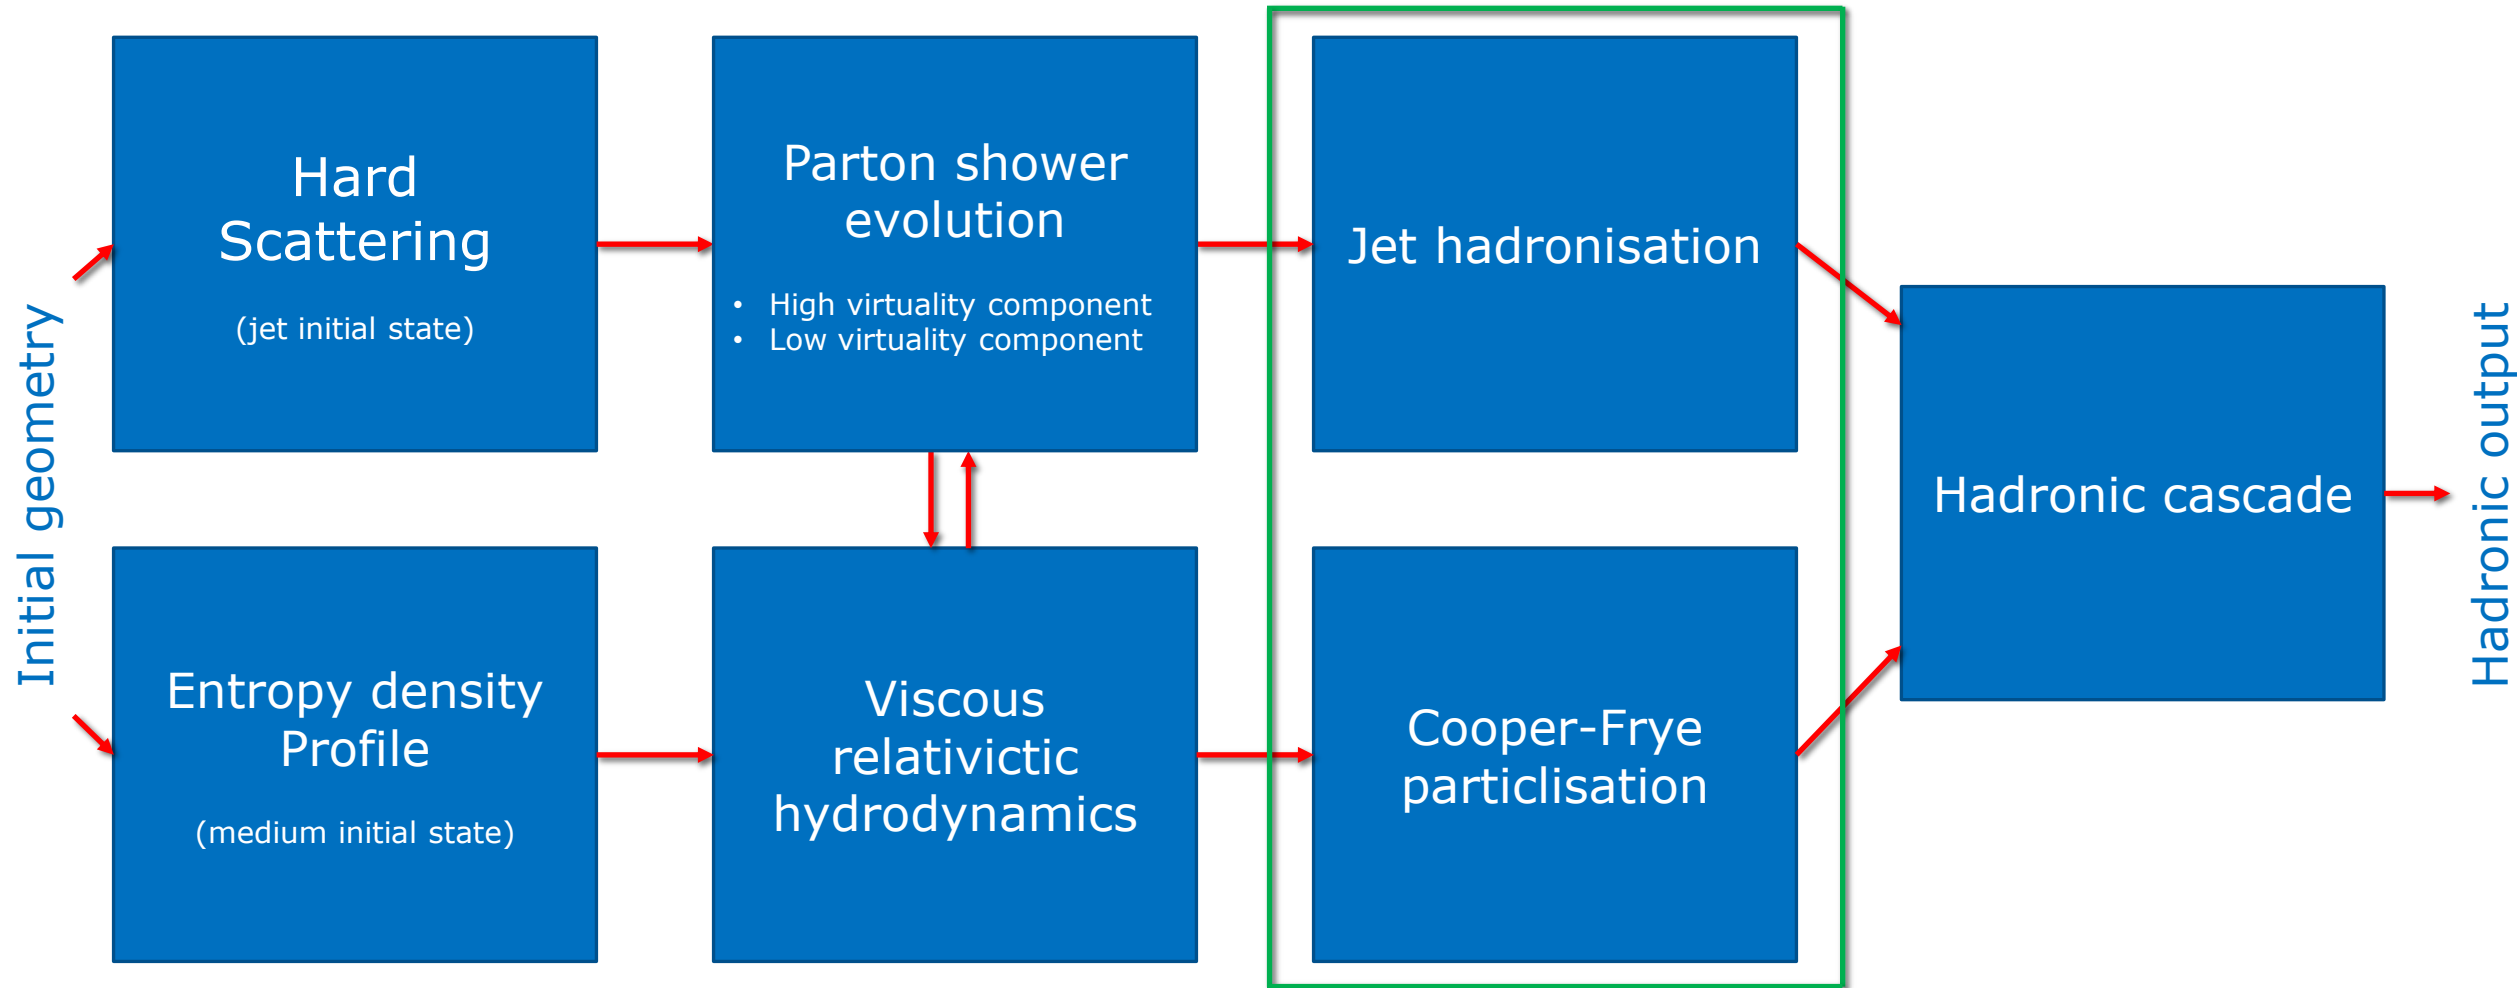 Initial geometry
Hard
Scattering
(jet initial state)
Parton shower
evolution
• High virtuality component
• Low virtuality component
Jet hadronisation
Entropy density
Profile
(medium initial state)
Viscous
relativictic
hydrodynamics
Cooper-Frye
particlisation
Hadronic cascade
Hadronic output